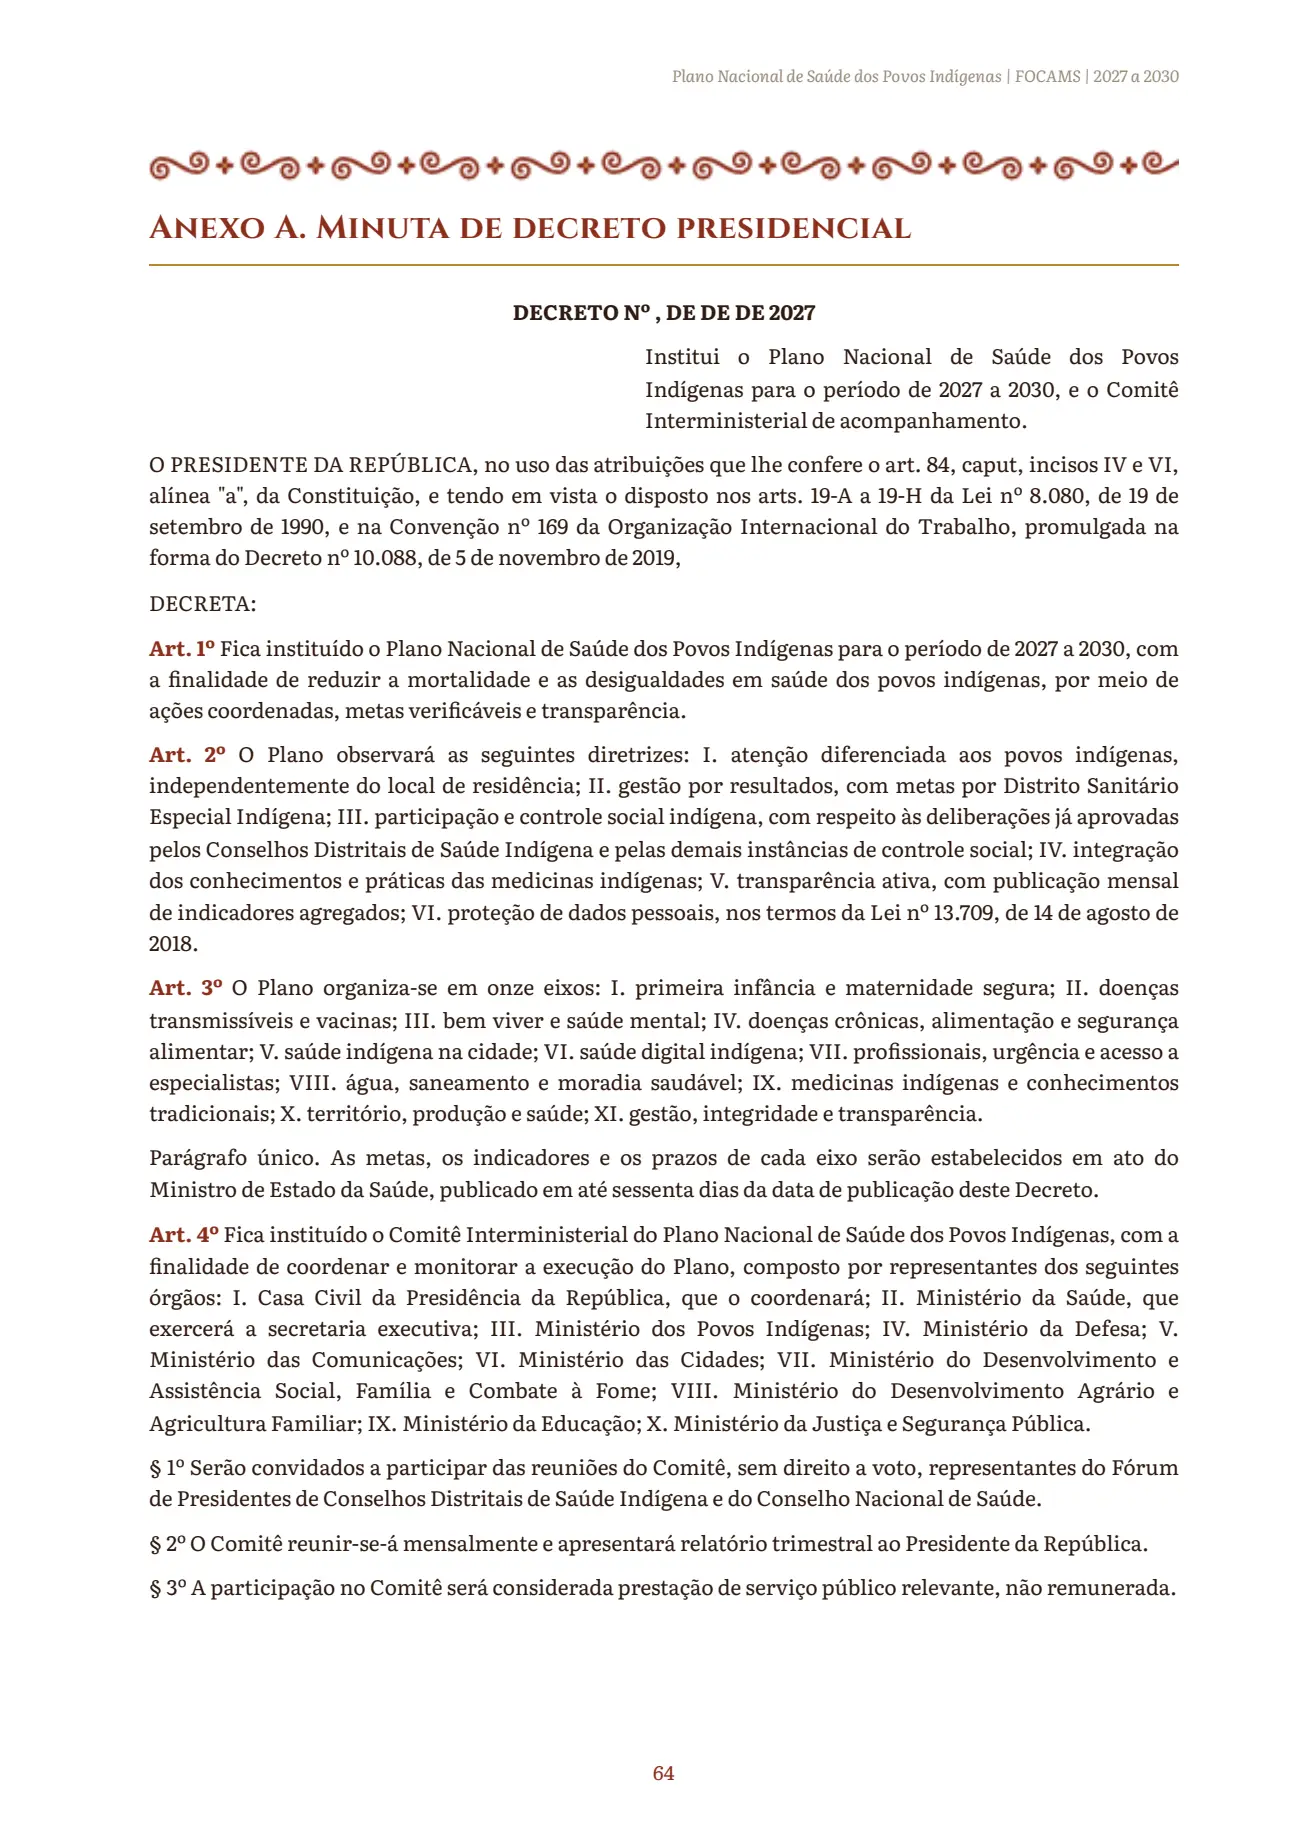 Plano Nacional de Saúde dos Povos Indígenas | FOCAMS | 2027 a 2030
Anexo A. Minuta de decreto presidencial
DECRETO Nº , DE DE DE 2027
Institui o Plano Nacional de Saúde dos Povos
Indígenas para o período de 2027 a 2030, e o Comitê
Interministerial de acompanhamento.
O PRESIDENTE DA REPÚBLICA, no uso das atribuições que lhe confere o art. 84, caput, incisos IV e VI,
alínea "a", da Constituição, e tendo em vista o disposto nos arts. 19-A a 19-H da Lei nº 8.080, de 19 de
setembro de 1990, e na Convenção nº 169 da Organização Internacional do Trabalho, promulgada na
forma do Decreto nº 10.088, de 5 de novembro de 2019,
DECRETA:
Art. 1º Fica instituído o Plano Nacional de Saúde dos Povos Indígenas para o período de 2027 a 2030, com
a finalidade de reduzir a mortalidade e as desigualdades em saúde dos povos indígenas, por meio de
ações coordenadas, metas verificáveis e transparência.
Art. 2º O Plano observará as seguintes diretrizes: I. atenção diferenciada aos povos indígenas,
independentemente do local de residência; II. gestão por resultados, com metas por Distrito Sanitário
Especial Indígena; III. participação e controle social indígena, com respeito às deliberações já aprovadas
pelos Conselhos Distritais de Saúde Indígena e pelas demais instâncias de controle social; IV. integração
dos conhecimentos e práticas das medicinas indígenas; V. transparência ativa, com publicação mensal
de indicadores agregados; VI. proteção de dados pessoais, nos termos da Lei nº 13.709, de 14 de agosto de
2018.
Art. 3º O Plano organiza-se em onze eixos: I. primeira infância e maternidade segura; II. doenças
transmissíveis e vacinas; III. bem viver e saúde mental; IV. doenças crônicas, alimentação e segurança
alimentar; V. saúde indígena na cidade; VI. saúde digital indígena; VII. profissionais, urgência e acesso a
especialistas; VIII. água, saneamento e moradia saudável; IX. medicinas indígenas e conhecimentos
tradicionais; X. território, produção e saúde; XI. gestão, integridade e transparência.
Parágrafo único. As metas, os indicadores e os prazos de cada eixo serão estabelecidos em ato do
Ministro de Estado da Saúde, publicado em até sessenta dias da data de publicação deste Decreto.
Art. 4º Fica instituído o Comitê Interministerial do Plano Nacional de Saúde dos Povos Indígenas, com a
finalidade de coordenar e monitorar a execução do Plano, composto por representantes dos seguintes
órgãos: I. Casa Civil da Presidência da República, que o coordenará; II. Ministério da Saúde, que
exercerá a secretaria executiva; III. Ministério dos Povos Indígenas; IV. Ministério da Defesa; V.
Ministério das Comunicações; VI. Ministério das Cidades; VII. Ministério do Desenvolvimento e
Assistência Social, Família e Combate à Fome; VIII. Ministério do Desenvolvimento Agrário e
Agricultura Familiar; IX. Ministério da Educação; X. Ministério da Justiça e Segurança Pública.
§ 1º Serão convidados a participar das reuniões do Comitê, sem direito a voto, representantes do Fórum
de Presidentes de Conselhos Distritais de Saúde Indígena e do Conselho Nacional de Saúde.
§ 2º O Comitê reunir-se-á mensalmente e apresentará relatório trimestral ao Presidente da República.
§ 3º A participação no Comitê será considerada prestação de serviço público relevante, não remunerada.
64